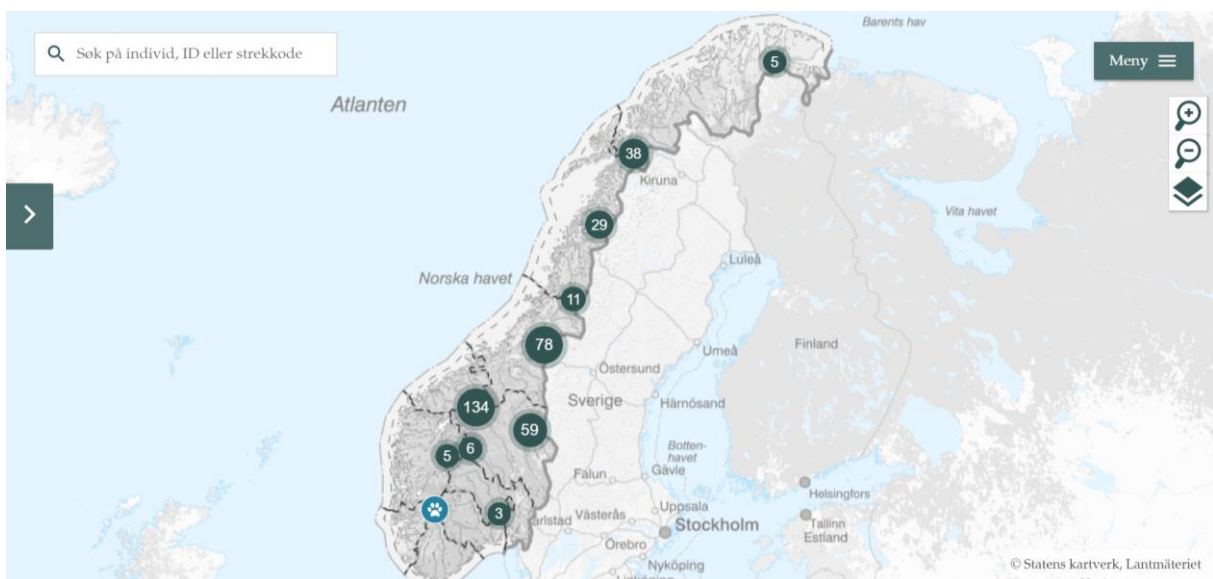 Barents hav
Søk på individ, ID eller strekkode
Meny
5
Atlanten
38
Kiruna
Vita havet
29
Luleå
Norska havet
11
78
Umeå
Finland
Östersund
Sverige
Härnösand
134
59
6
5
Botten-
havet
Gävle
Falun
Helsingfors
3
Uppsala
arlstad
Västerås
Stockholm
Tallinn
Estland
Örebro
Nyköping
© Statens kartverk, Lantmäteriet